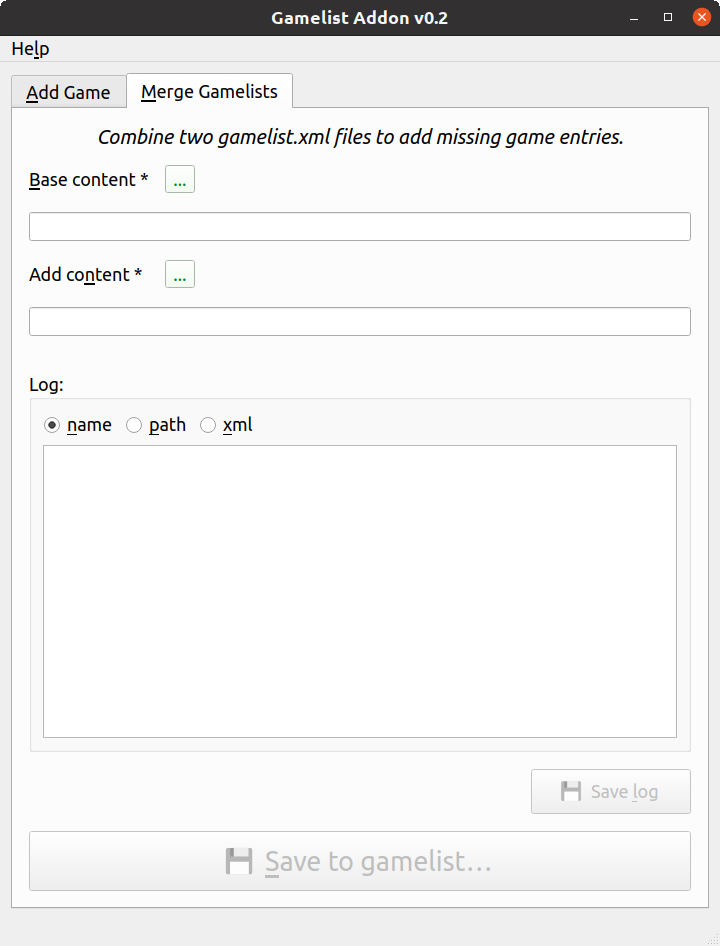 Gamelist Addon v0.2
Help
Add Game Merge Gamelists
Combine two gamelist.xml files to add missing game entries.
Base content * ...
Add content * ...
Log:
name path xml
Save log
Save to gamelist...